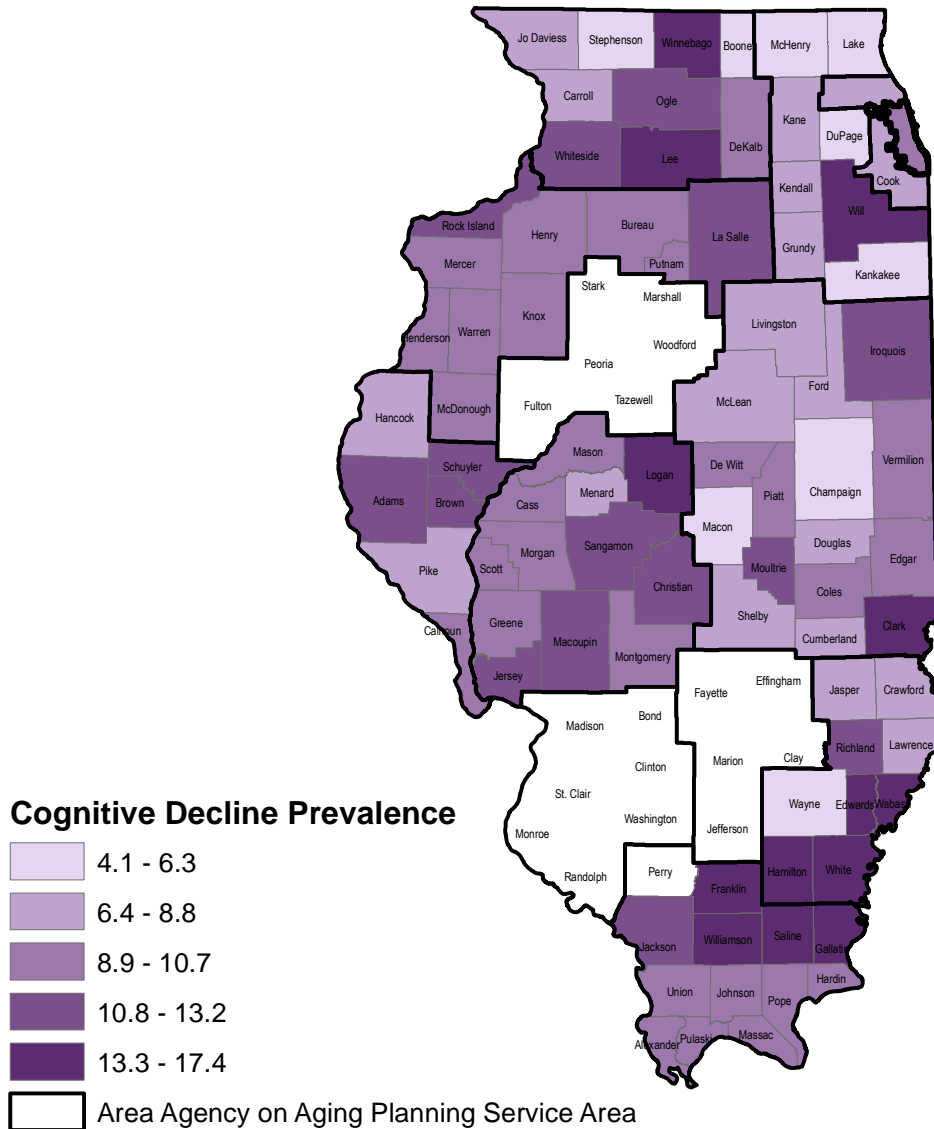 Jo Daviess
Stephenson
Winnebago
Boone
McHenry
Lake
Carroll
Ogle
Kane
DuPage
DeKalb
Whiteside
Lee
Cook
Kendall
Will
Rock Island
Henry
Bureau
La Salle
Grundy
Mercer
Putnam
Kankakee
Stark
Marshall
Knox
Livingston
Henderson
Warren
Woodford
Iroquois
Peoria
Ford
Fulton
Tazewell
McLean
McDonough
Hancock
Mason
Schuyler
Logan
De Witt
Vermilion
Adams
Brown
Cass
Menard
Piatt
Champaign
Macon
Sangamon
Douglas
Morgan
Scott
Moultrie
Edgar
Pike
Christian
Coles
Greene
Shelby
Clark
Calhoun
Macoupin
Cumberland
Montgomery
Jersey
Effingham
Fayette
Jasper
Crawford
Madison
Bond
Richland
Lawrence
Marion
Clay
Clinton
St. Clair
Wayne
Edwards
Wabash
Washington
Jefferson
Monroe
Hamilton
White
Randolph
Perry
Franklin
Jackson
Williamson
Saline
Gallatin
Hardin
Union
Johnson
Pope
Alexander
Pulaski
Massac
Cognitive Decline Prevalence
4.1 - 6.3
6.4 - 8.8
8.9 - 10.7
10.8 - 13.2
13.3 - 17.4
Area Agency on Aging Planning Service Area